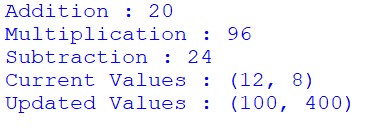 Addition : 20
Multiplication : 96
Subtraction : 24
Current Values : (12, 8)
Updated Values : (100, 400)